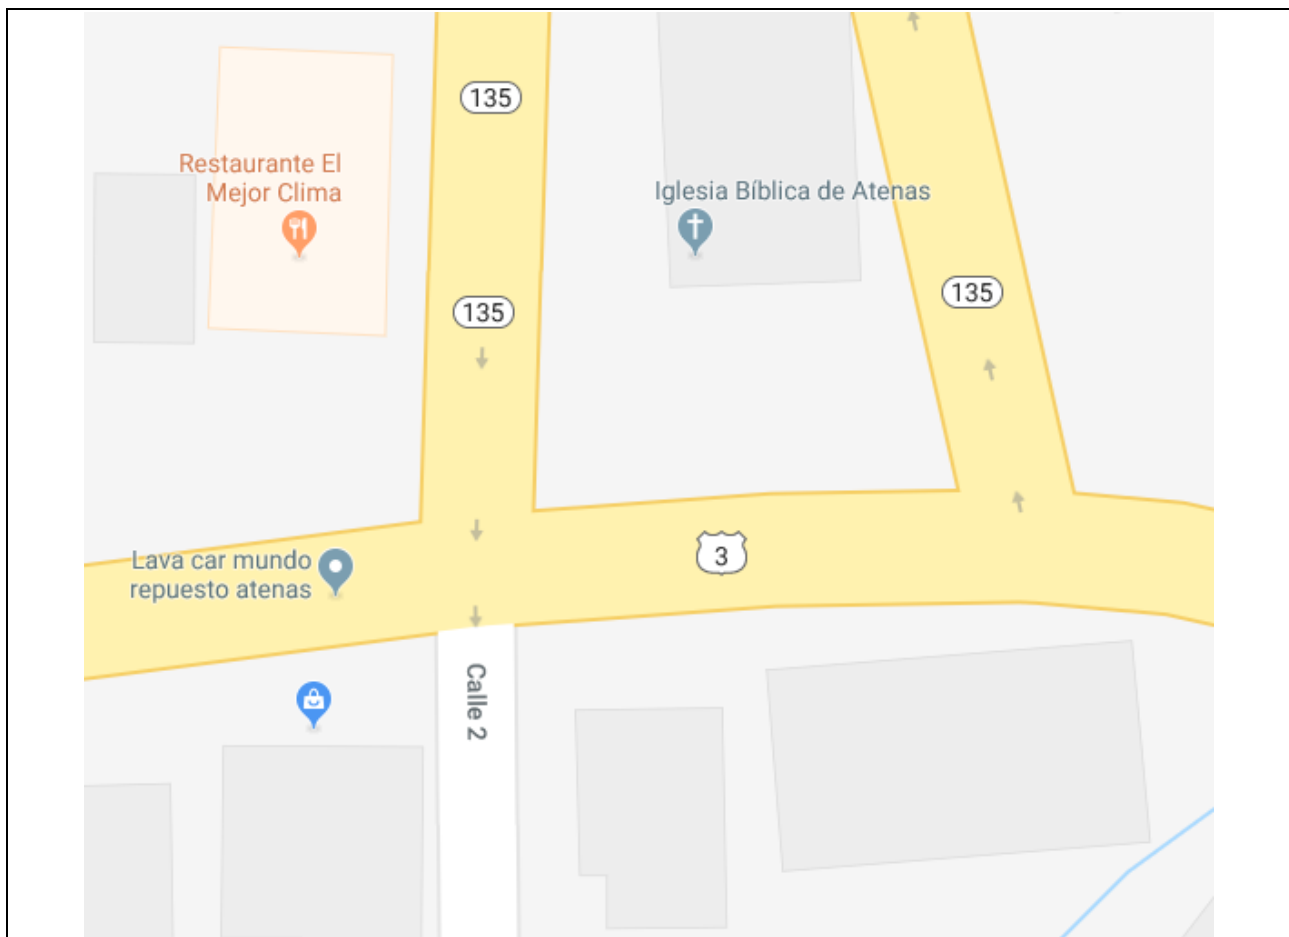 135
Restaurante El
Mejor Clima
Iglesia Bíblica de Atenas
135
135
3
Lava car mundo
repuesto atenas
Calle 2